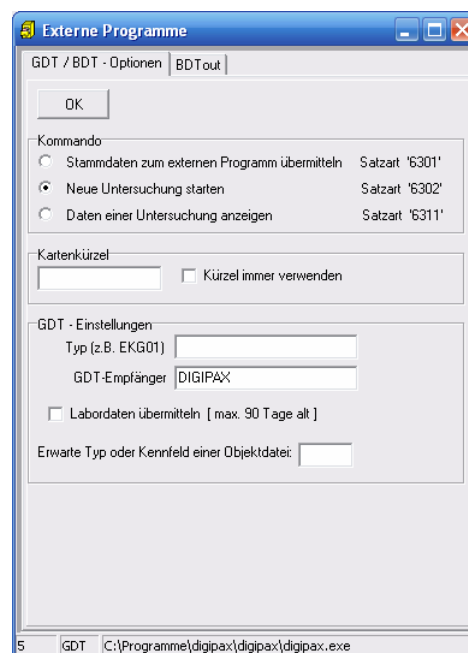 Externe Programme
GDT / BDT - Optionen BDTout
OK
Kommando
Stammdaten zum externen Programm übermitteln Satzart '6301'
Neue Untersuchung starten Satzart '6302'
Daten einer Untersuchung anzeigen Satzart '6311'
Kartenkürzel
Kürzel immer verwenden
GDT - Einstellungen
Typ (z.B. EKG01)
GDT-Empfänger DIGIPAX
Labordaten übermitteln [ max. 90 Tage alt ]
Erwarte Typ oder Kennfeld einer Objektdatei:
5 GDT C:\Programme\digipax\digipax\digipax.exe